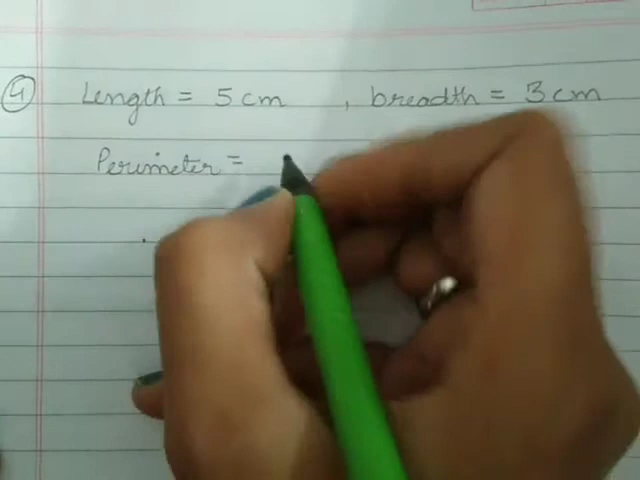 4 Length = 5 cm , breadth = 3 cm
Perimeter =